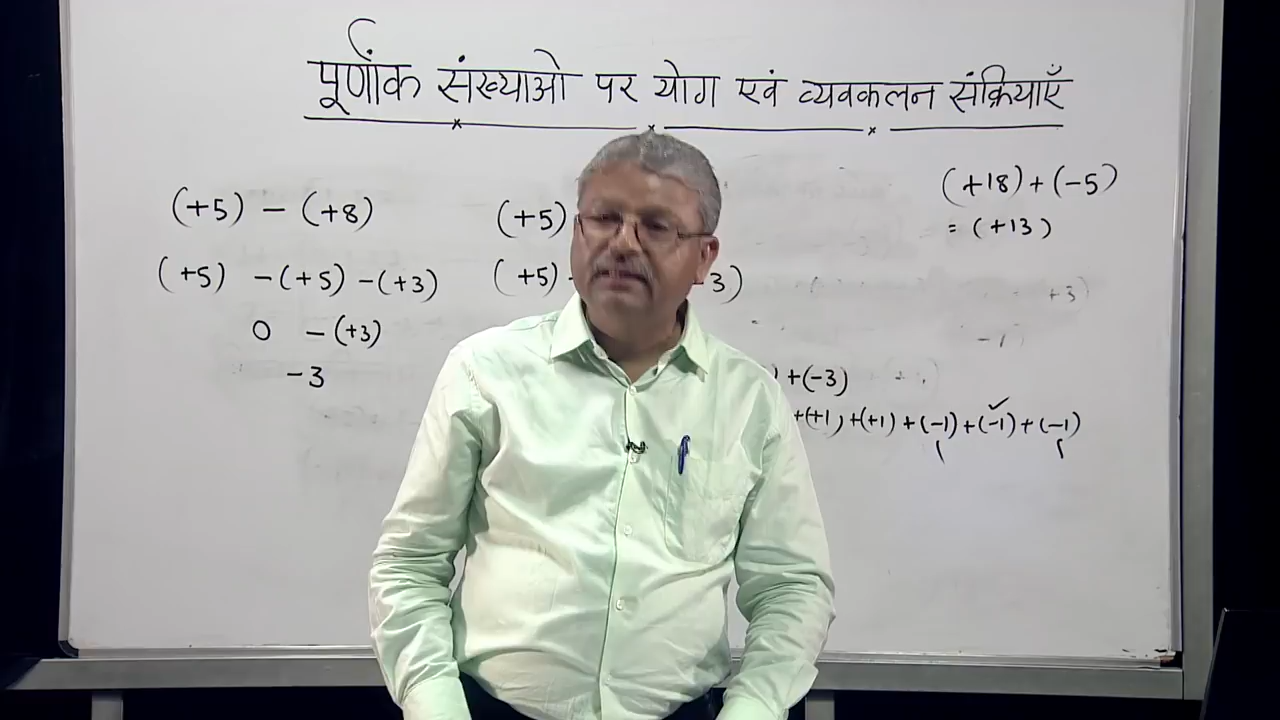 पूर्णांक संख्याओ पर योग एवं व्यवकलन संक्रियाएँ
(+5) – (+8)
(+5) –(+5) –(+3)
0 –(+3)
–3
(+5)
(+5)
3)
+(–3)
+(+1) +(+1) + (–1) + (–1) + (–1)
(+18) + (–5)
= (+13)